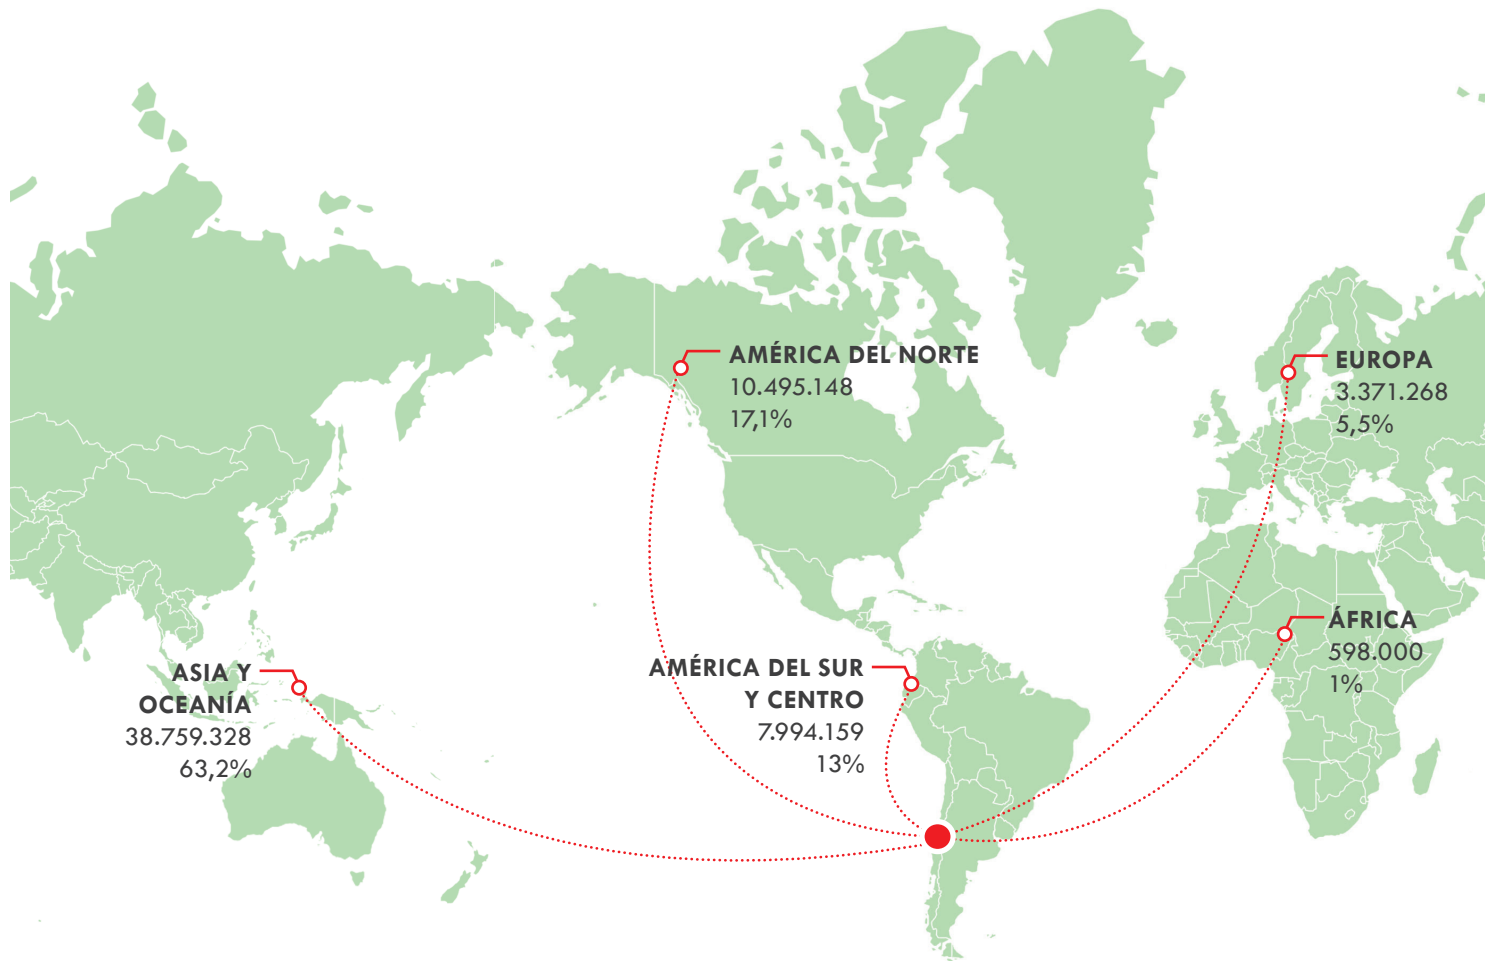 AMÉRICA DEL NORTE
10.495.148
17,1%
EUROPA
3.371.268
5,5%
ÁFRICA
598.000
1%
ASIA Y
OCEANÍA
38.759.328
63,2%
AMÉRICA DEL SUR
Y CENTRO
7.994.159
13%